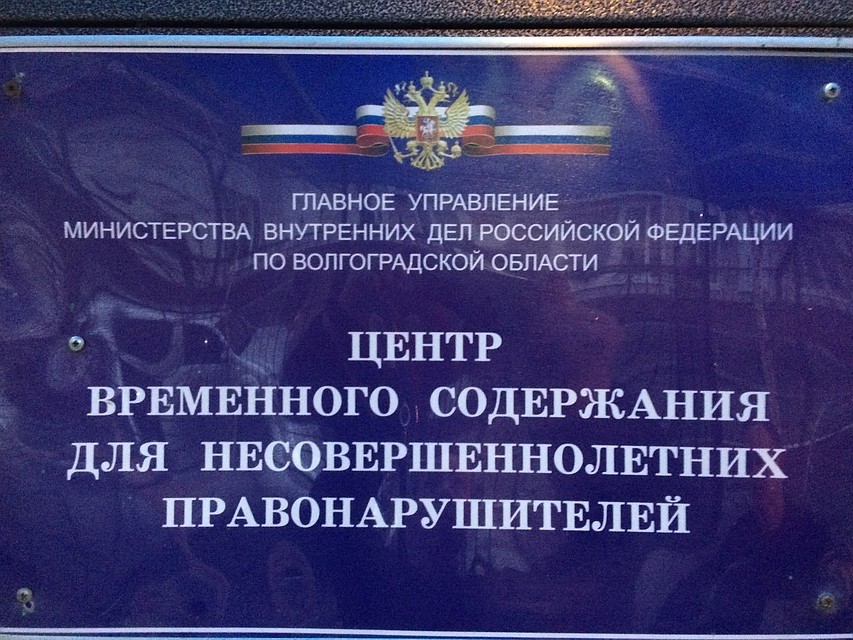 ГЛАВНОЕ УПРАВЛЕНИЕ
МИНИСТЕРСТВА ВНУТРЕННИХ ДЕЛ РОССИЙСКОЙ ФЕДЕРАЦИИ
ПО ВОЛГОГРАДСКОЙ ОБЛАСТИ
ЦЕНТР
ВРЕМЕННОГО СОДЕРЖАНИЯ
ДЛЯ НЕСОВЕРШЕННОЛЕТНИХ
ПРАВОНАРУШИТЕЛЕЙ